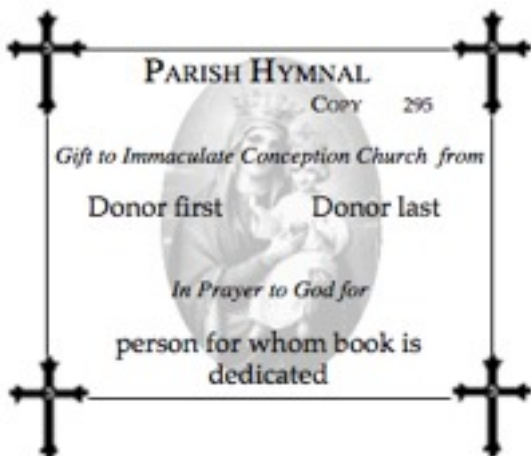 PARISH HYMNAL
COPY 295
Gift to Immaculate Conception Church from
Donor first Donor last
In Prayer to God for
person for whom book is
dedicated